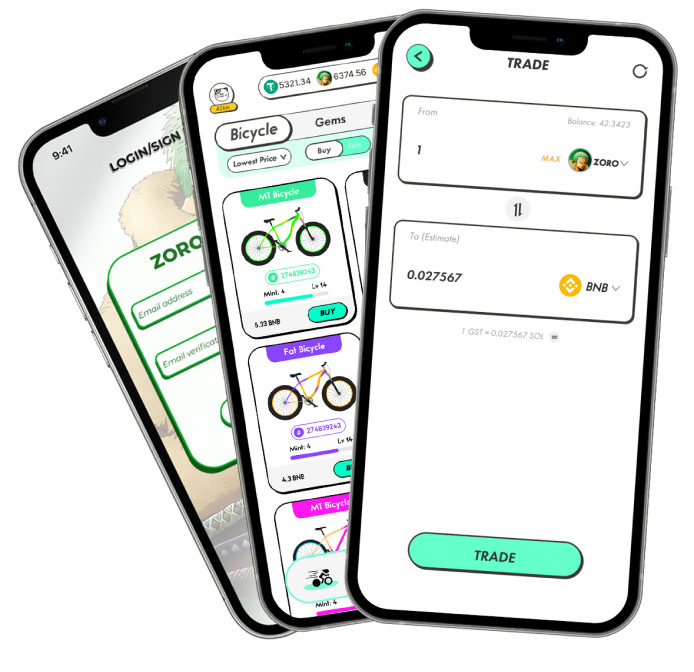 9:41
LOGIN/SIGN
ZORO
Email address
Email verificat
42km
5321.34
6374.56
Bicycle
Gems
Lowest Price
Buy
Rent
MT Bicycle
# 274839243
Mint: 4
Lv 14
5.33 BNB
BUY
Fat Bicycle
# 274839243
Mint: 4
Lv 14
4.3 BNB
MT Bicycle
Mint: 4
TRADE
From
Balance: 42.3423
1
MAX
ZORO
To (Estimate)
0.027567
BNB
1 GST = 0.027567 SOL
TRADE